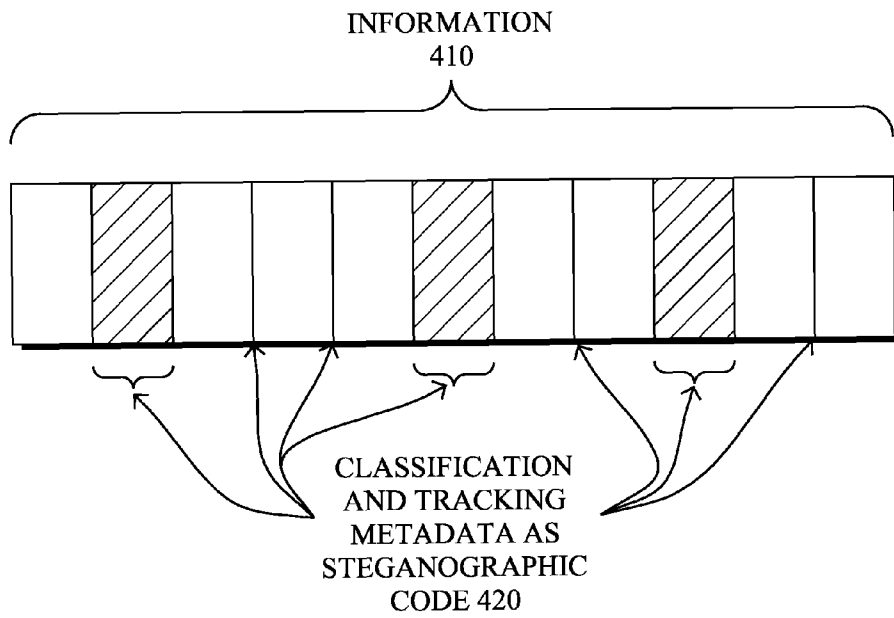 INFORMATION
410
CLASSIFICATION
AND TRACKING
METADATA AS
STEGANOGRAPHIC
CODE 420